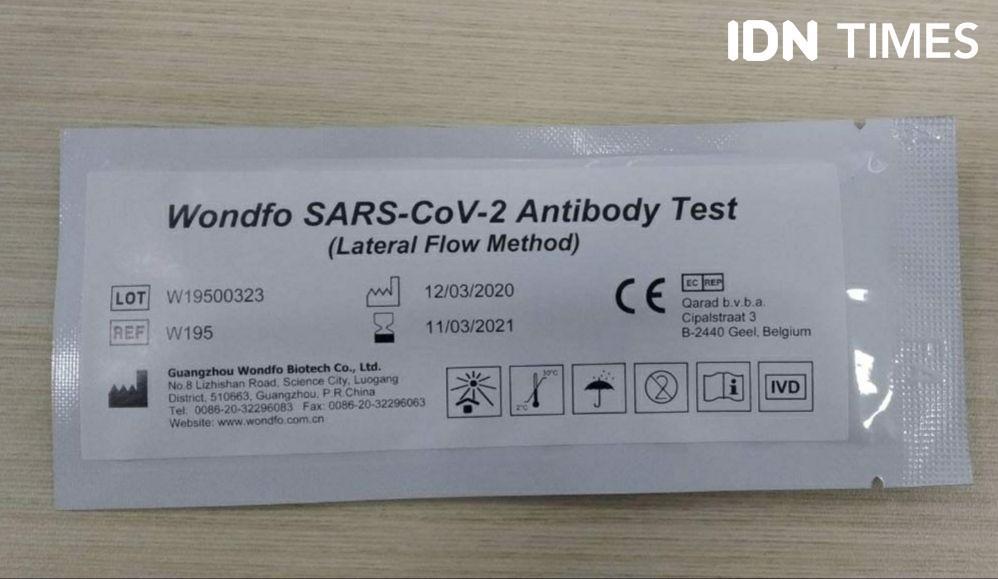 IDN TIMES
Wondfo SARS-CoV-2 Antibody Test
(Lateral Flow Method)
LOT W19500323
REF W195
12/03/2020
11/03/2021
CE
EC REP
Qarad b.v.b.a.
Cipalstraat 3
B-2440 Geel, Belgium
Guangzhou Wondfo Biotech Co., Ltd.
No.8 Lizhishan Road, Science City, Luogang
District, 510663, Guangzhou, P.R.China
Tel: 0086-20-32296083 Fax: 0086-20-32296063
Website: www.wondfo.com.cn
2°C
30°C
2
i
IVD